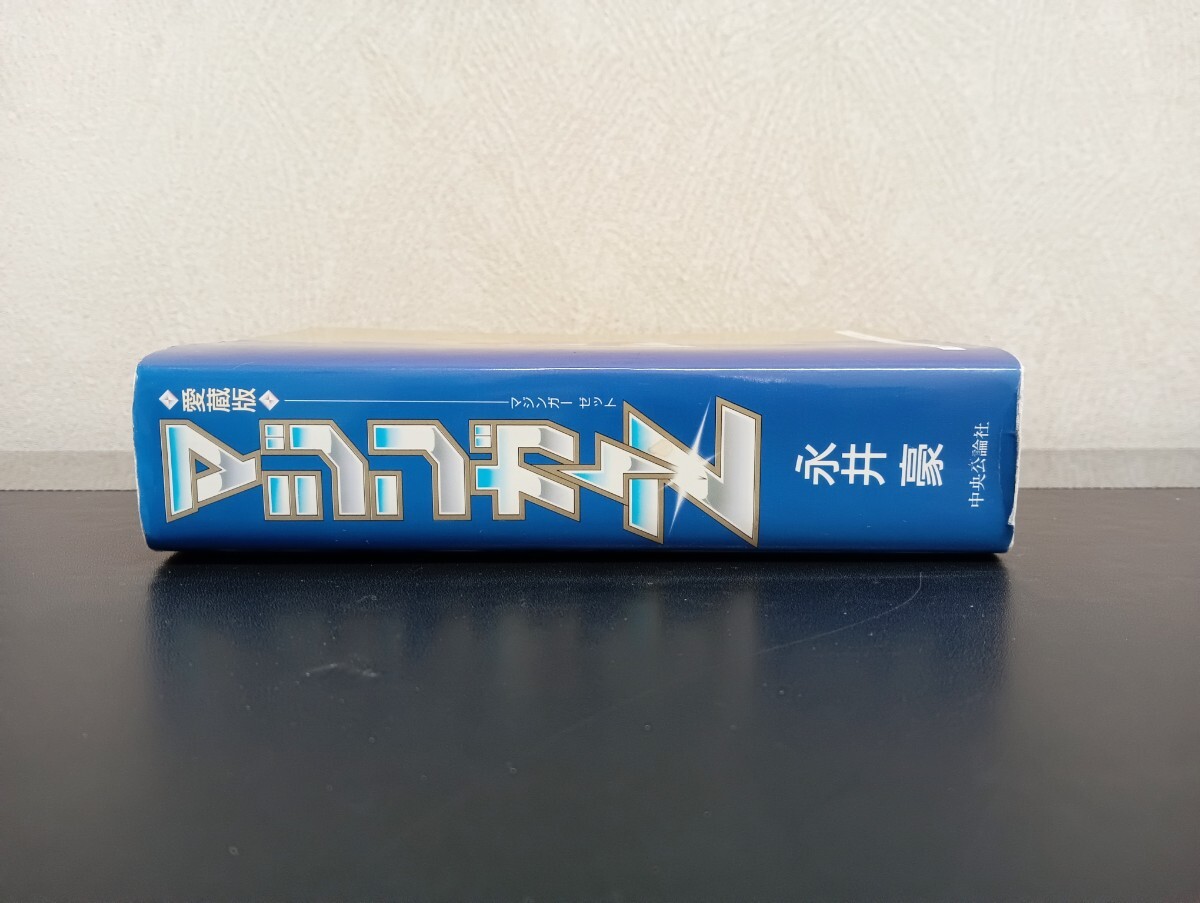 愛蔵版
マジンガー ゼット
マジンガーZ
永井 豪
中央公論社